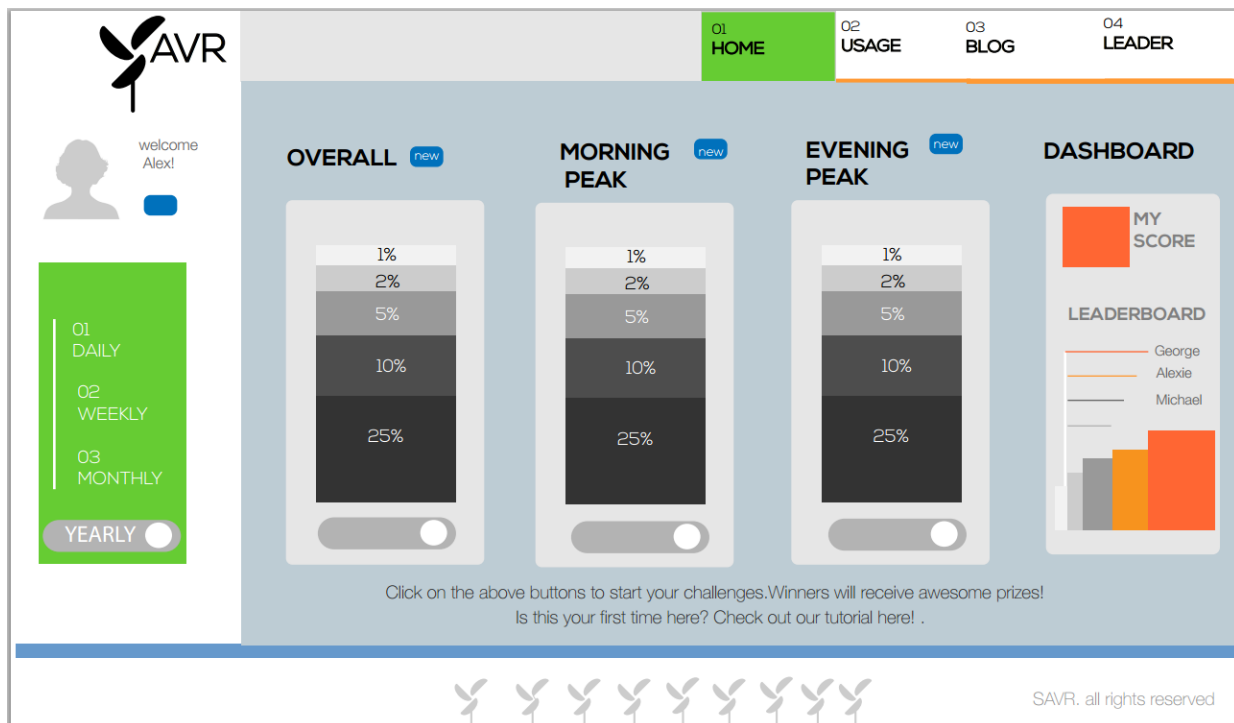 SAVR
01
HOME
02
USAGE
03
BLOG
04
LEADER
welcome
Alex!
01
DAILY
02
WEEKLY
03
MONTHLY
YEARLY
OVERALL new
1%
2%
5%
10%
25%
MORNING new
PEAK
1%
2%
5%
10%
25%
EVENING new
PEAK
1%
2%
5%
10%
25%
DASHBOARD
MY
SCORE
LEADERBOARD
George
Alexie
Michael
Click on the above buttons to start your challenges.Winners will receive awesome prizes!
Is this your first time here? Check out our tutorial here! .
SAVR. all rights reserved